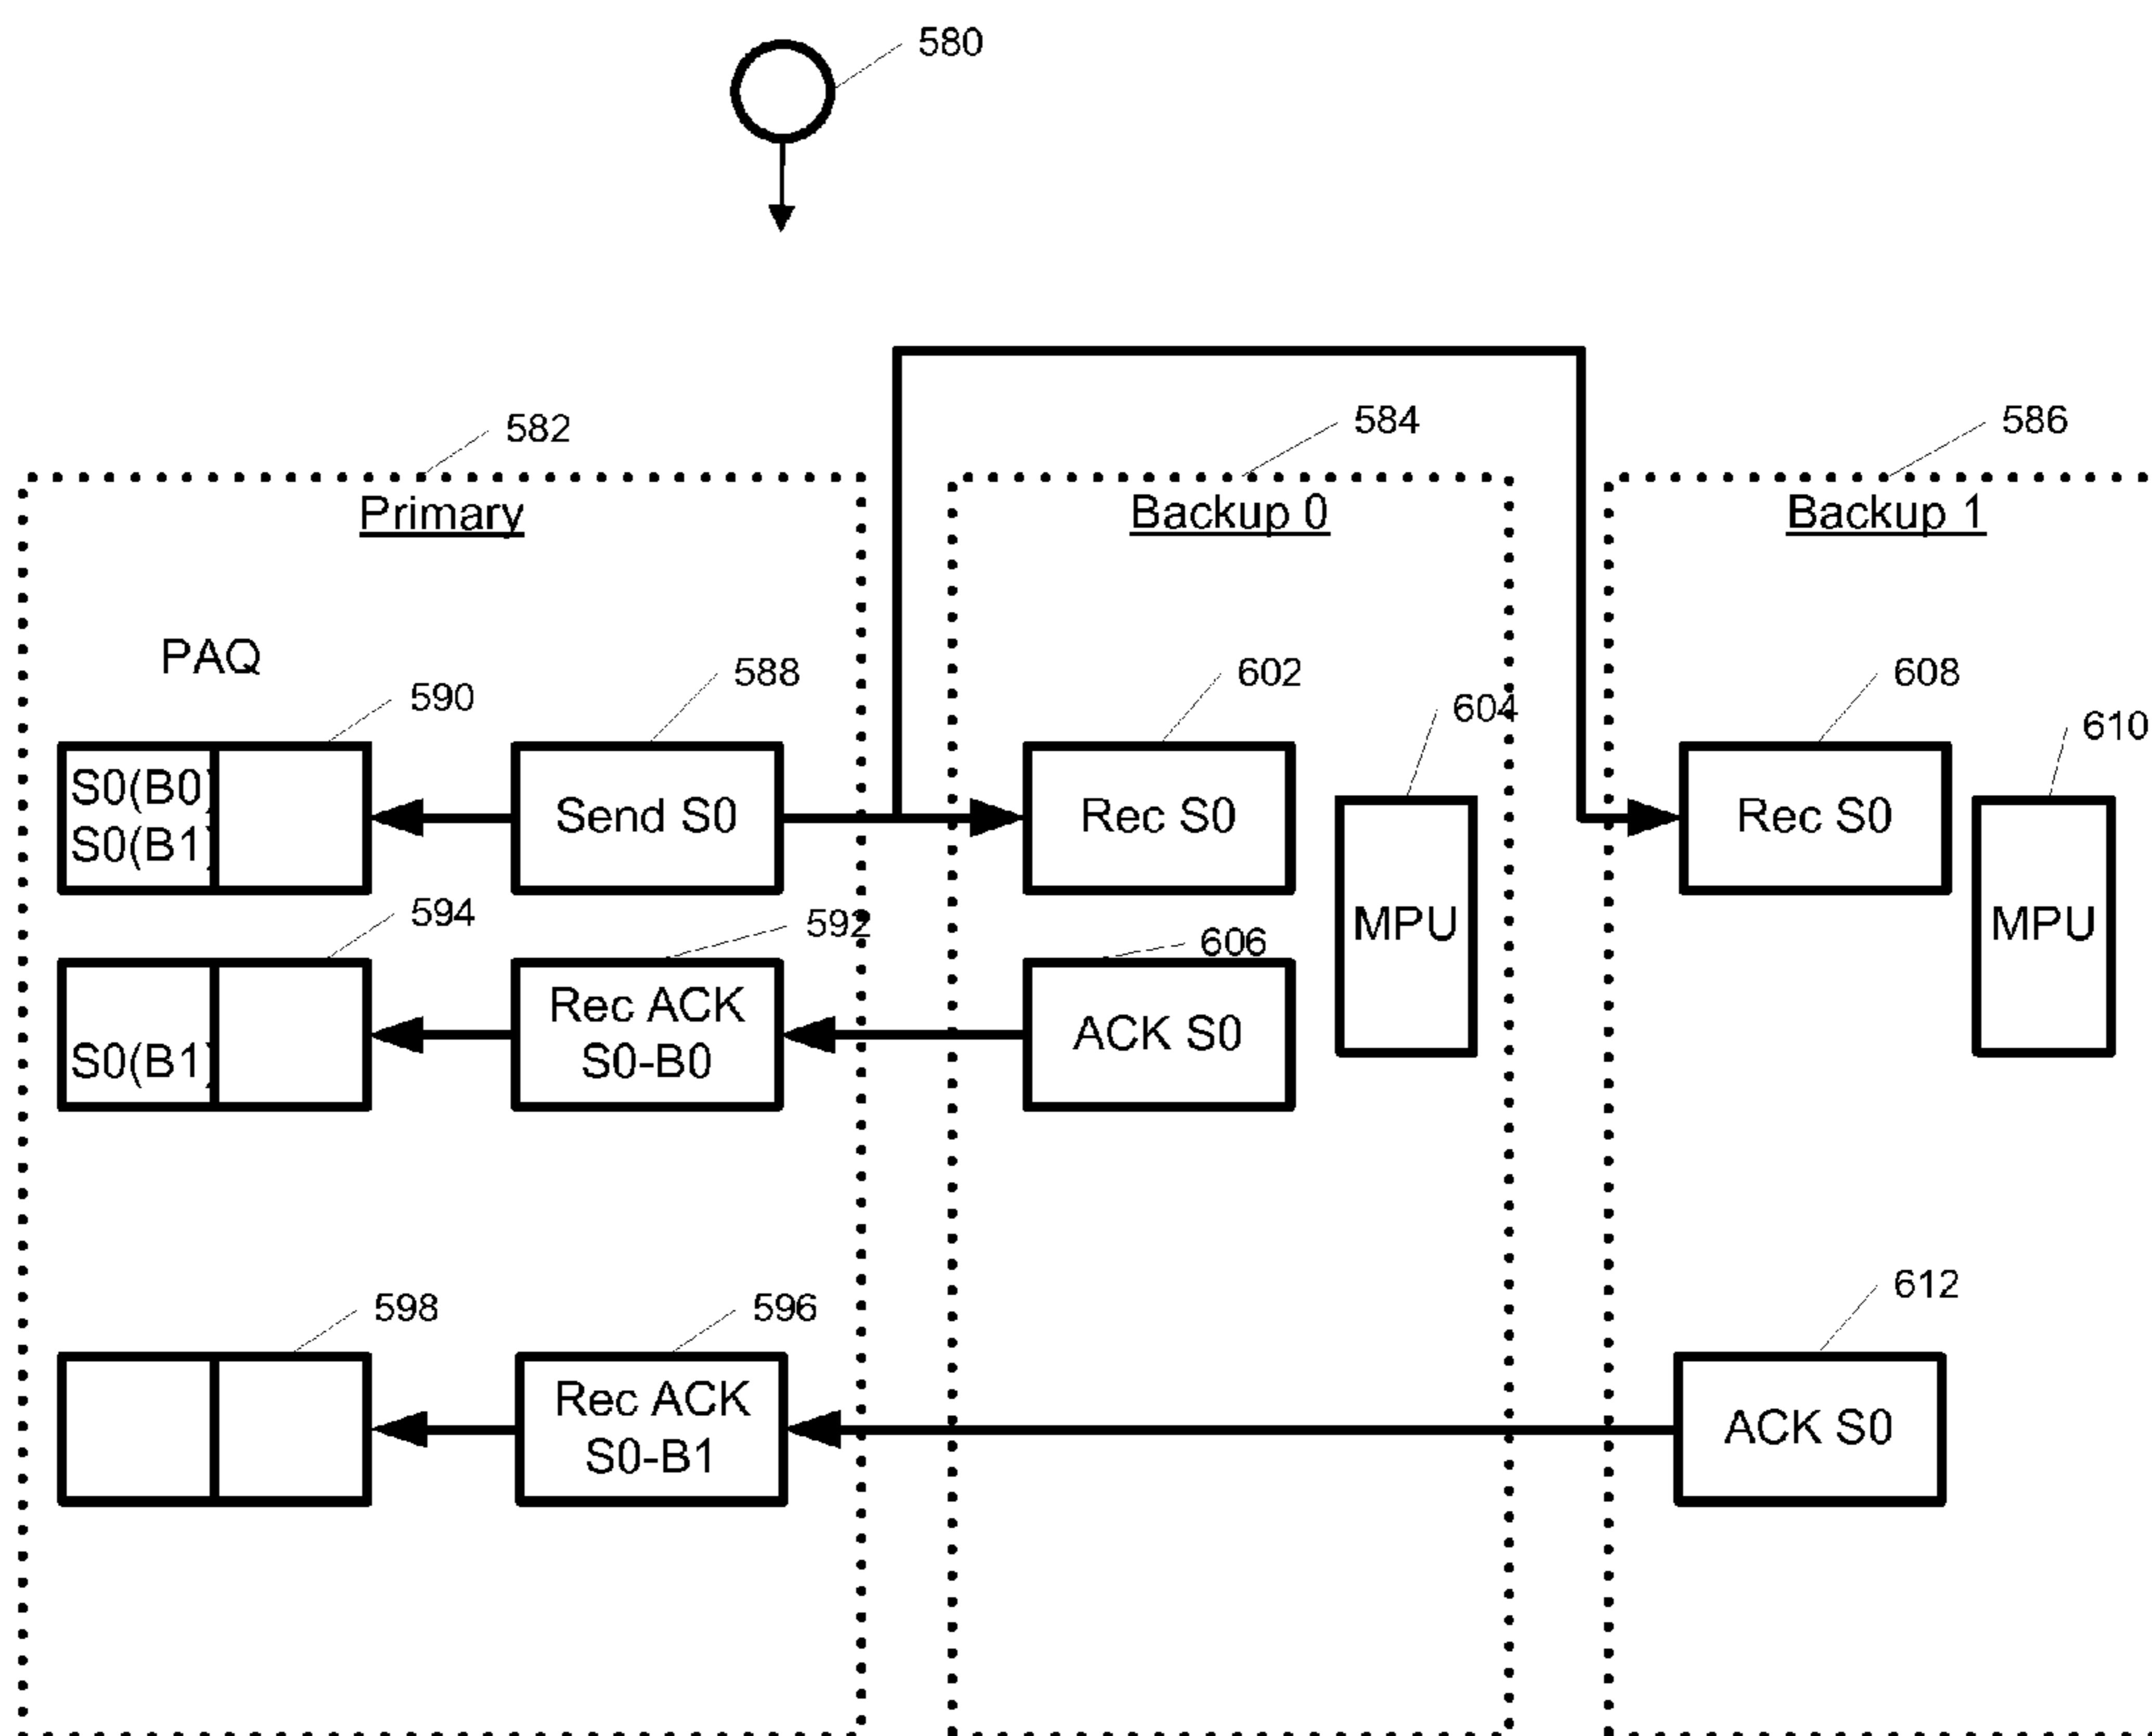 580
582
584
586
Primary
Backup 0
Backup 1
PAQ
590
588
602
604
608
610
S0(B0)
S0(B1)
Send S0
Rec S0
Rec S0
MPU
MPU
594
592
606
S0(B1)
Rec ACK
S0-B0
ACK S0
598
596
612
Rec ACK
S0-B1
ACK S0